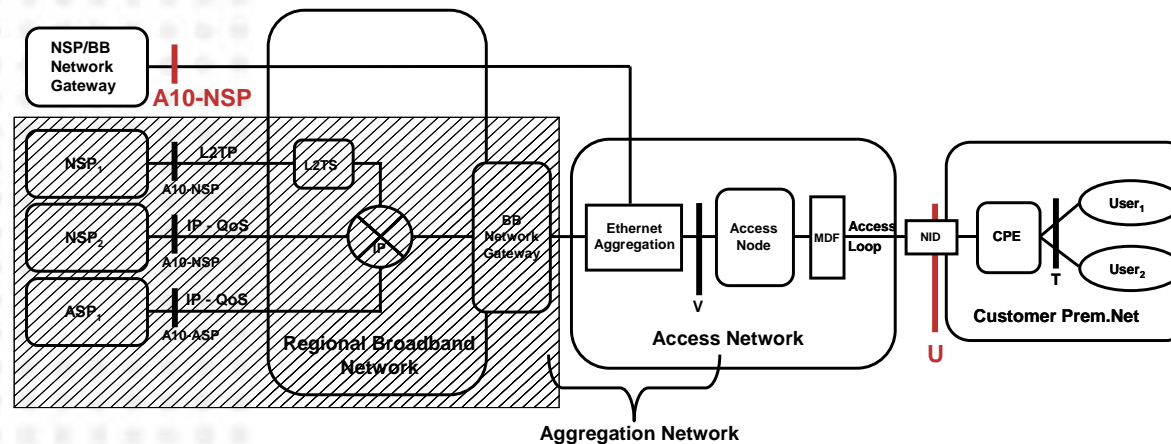 NSP/BB
Network
Gateway
A10-NSP
NSP1
L2TP
A10-NSP
L2TS
NSP2
IP - QoS
A10-NSP
IP
ASP1
IP - QoS
A10-ASP
Regional Broadband
Network
BB
Network
Gateway
Ethernet
Aggregation
V
Access
Node
MDF
Access
Loop
Access Network
NID
U
CPE
T
User1
User2
Customer Prem.Net
Aggregation Network